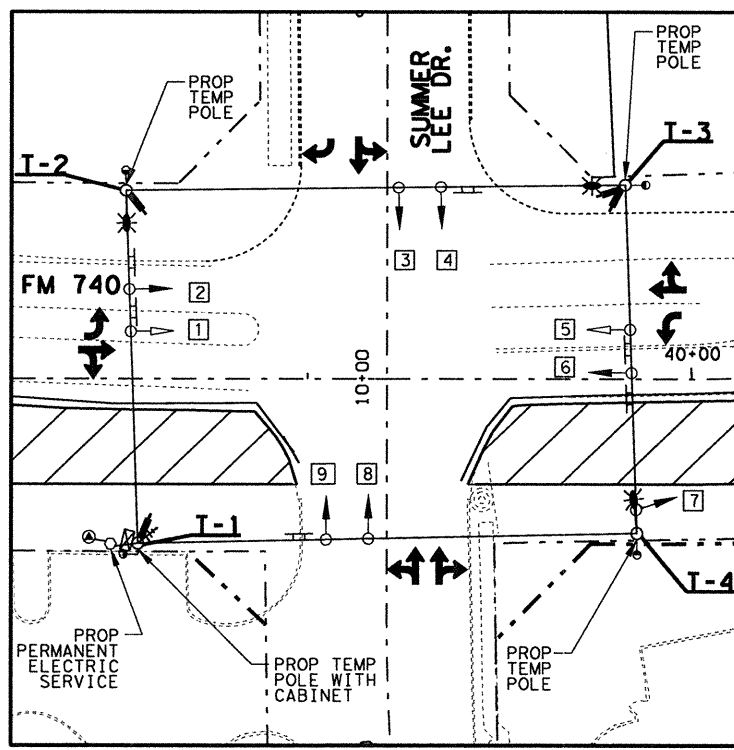 PROP
TEMP
POLE
SUMMER
LEE DR.
PROP
TEMP
POLE
T-2
T-3
3
4
FM 740
2
1
5
6
40+00
10+00
9
8
7
T-1
T-4
PROP
PERMANENT
ELECTRIC
SERVICE
PROP TEMP
POLE WITH
CABINET
PROP
TEMP
POLE